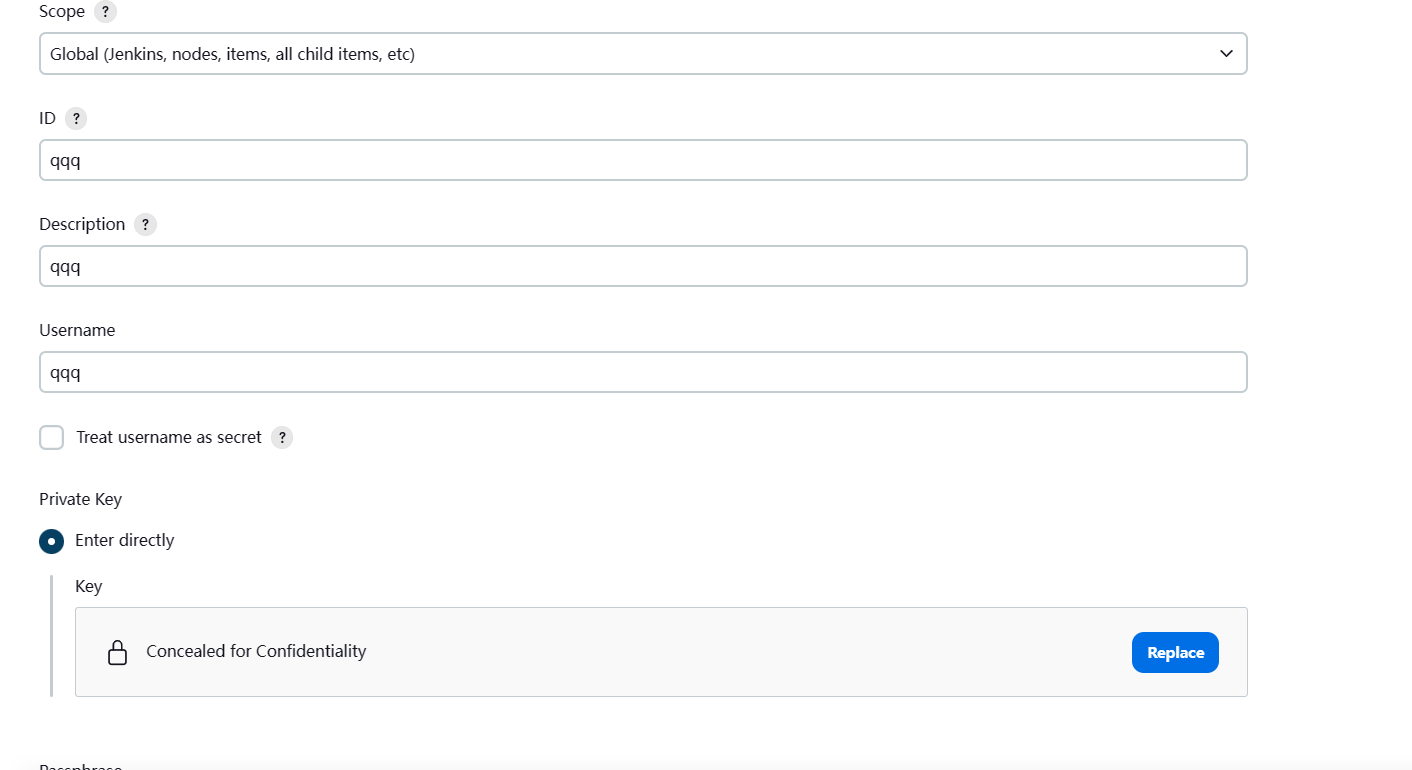 Scope ?
Global (Jenkins, nodes, items, all child items, etc)
ID ?
qqq
Description ?
qqq
Username
qqq
Treat username as secret ?
Private Key
Enter directly
Key
Concealed for Confidentiality Replace
Passphrase